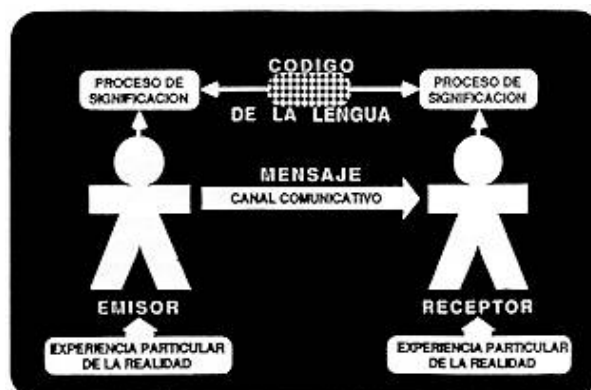 CODIGO
PROCESO DE
SIGNIFICACION
PROCESO DE
SIGNIFICACION
DE LA LENGUA
MENSAJE
CANAL COMUNICATIVO
EMISOR
RECEPTOR
EXPERIENCIA PARTICULAR
DE LA REALIDAD
EXPERIENCIA PARTICULAR
DE LA REALIDAD